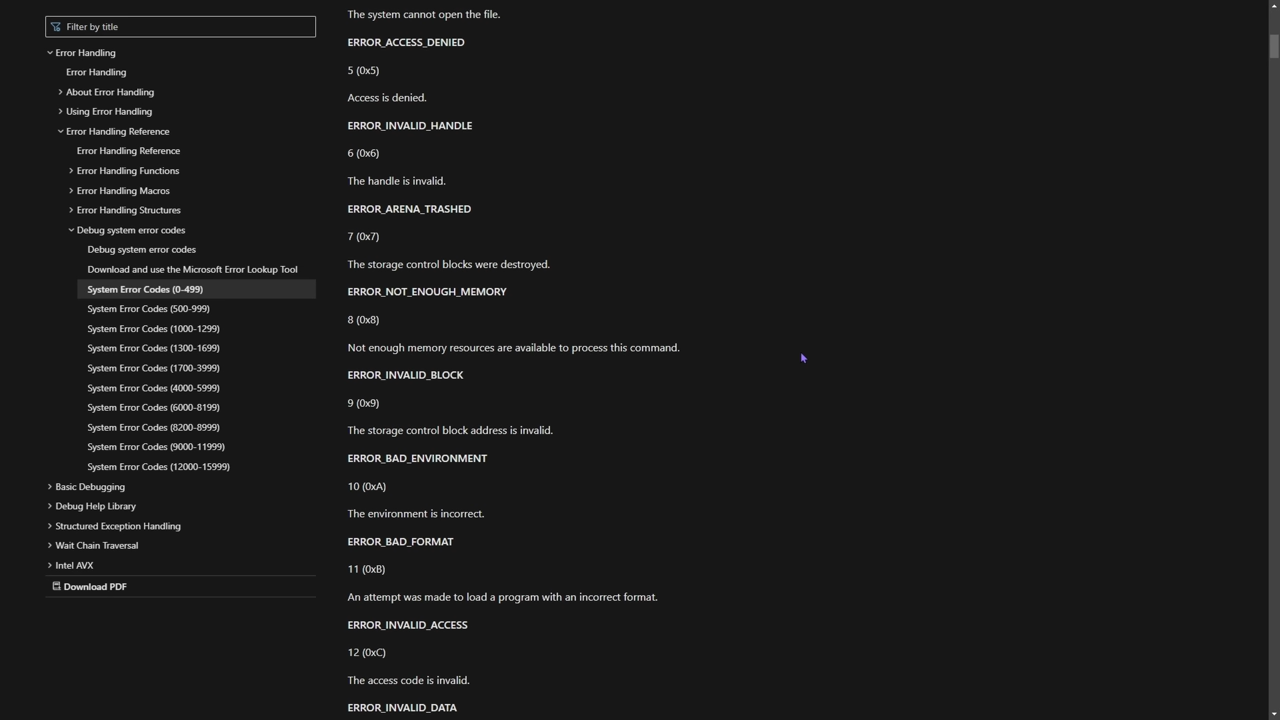 Filter by title
Error Handling
Error Handling
About Error Handling
Using Error Handling
Error Handling Reference
Error Handling Reference
Error Handling Functions
Error Handling Macros
Error Handling Structures
Debug system error codes
Debug system error codes
Download and use the Microsoft Error Lookup Tool
System Error Codes (0-499)
System Error Codes (500-999)
System Error Codes (1000-1299)
System Error Codes (1300-1699)
System Error Codes (1700-3999)
System Error Codes (4000-5999)
System Error Codes (6000-8199)
System Error Codes (8200-8999)
System Error Codes (9000-11999)
System Error Codes (12000-15999)
Basic Debugging
Debug Help Library
Structured Exception Handling
Wait Chain Traversal
Intel AVX
Download PDF
The system cannot open the file.
ERROR_ACCESS_DENIED
5 (0x5)
Access is denied.
ERROR_INVALID_HANDLE
6 (0x6)
The handle is invalid.
ERROR_ARENA_TRASHED
7 (0x7)
The storage control blocks were destroyed.
ERROR_NOT_ENOUGH_MEMORY
8 (0x8)
Not enough memory resources are available to process this command.
ERROR_INVALID_BLOCK
9 (0x9)
The storage control block address is invalid.
ERROR_BAD_ENVIRONMENT
10 (0xA)
The environment is incorrect.
ERROR_BAD_FORMAT
11 (0xB)
An attempt was made to load a program with an incorrect format.
ERROR_INVALID_ACCESS
12 (0xC)
The access code is invalid.
ERROR_INVALID_DATA